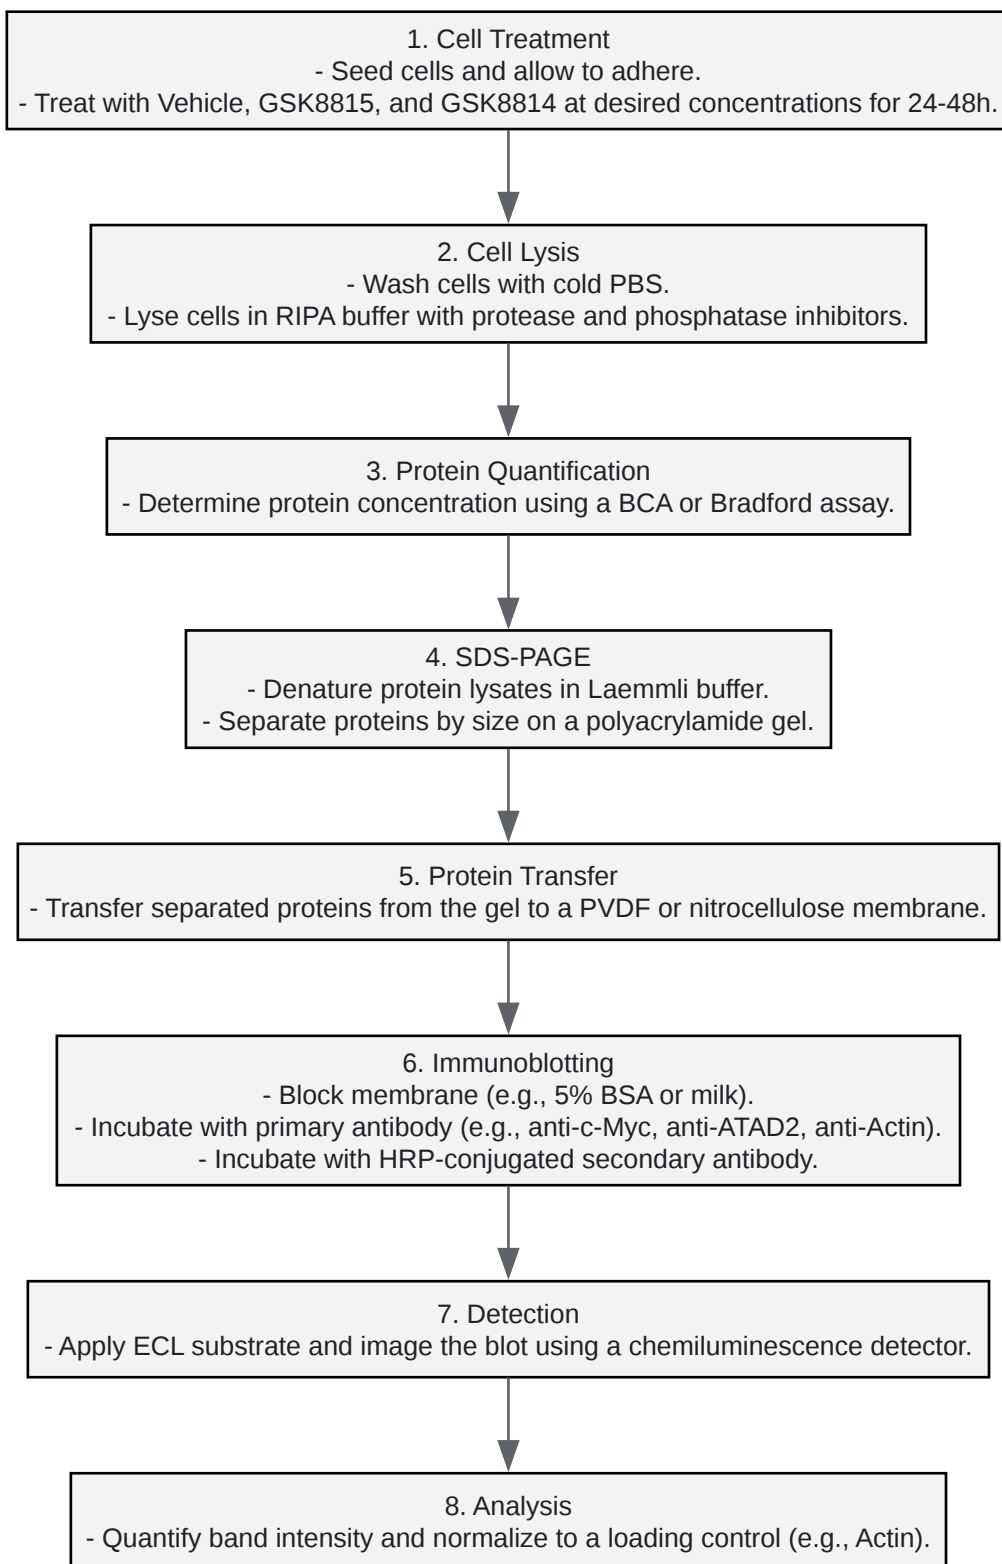 1. Cell Treatment
- Seed cells and allow to adhere.
- Treat with Vehicle, GSK8815, and GSK8814 at desired concentrations for 24-48h.
2. Cell Lysis
- Wash cells with cold PBS.
- Lyse cells in RIPA buffer with protease and phosphatase inhibitors.
3. Protein Quantification
- Determine protein concentration using a BCA or Bradford assay.
4. SDS-PAGE
- Denature protein lysates in Laemmli buffer.
- Separate proteins by size on a polyacrylamide gel.
5. Protein Transfer
- Transfer separated proteins from the gel to a PVDF or nitrocellulose membrane.
6. Immunoblotting
- Block membrane (e.g., 5% BSA or milk).
- Incubate with primary antibody (e.g., anti-c-Myc, anti-ATAD2, anti-Actin).
- Incubate with HRP-conjugated secondary antibody.
7. Detection
- Apply ECL substrate and image the blot using a chemiluminescence detector.
8. Analysis
- Quantify band intensity and normalize to a loading control (e.g., Actin).